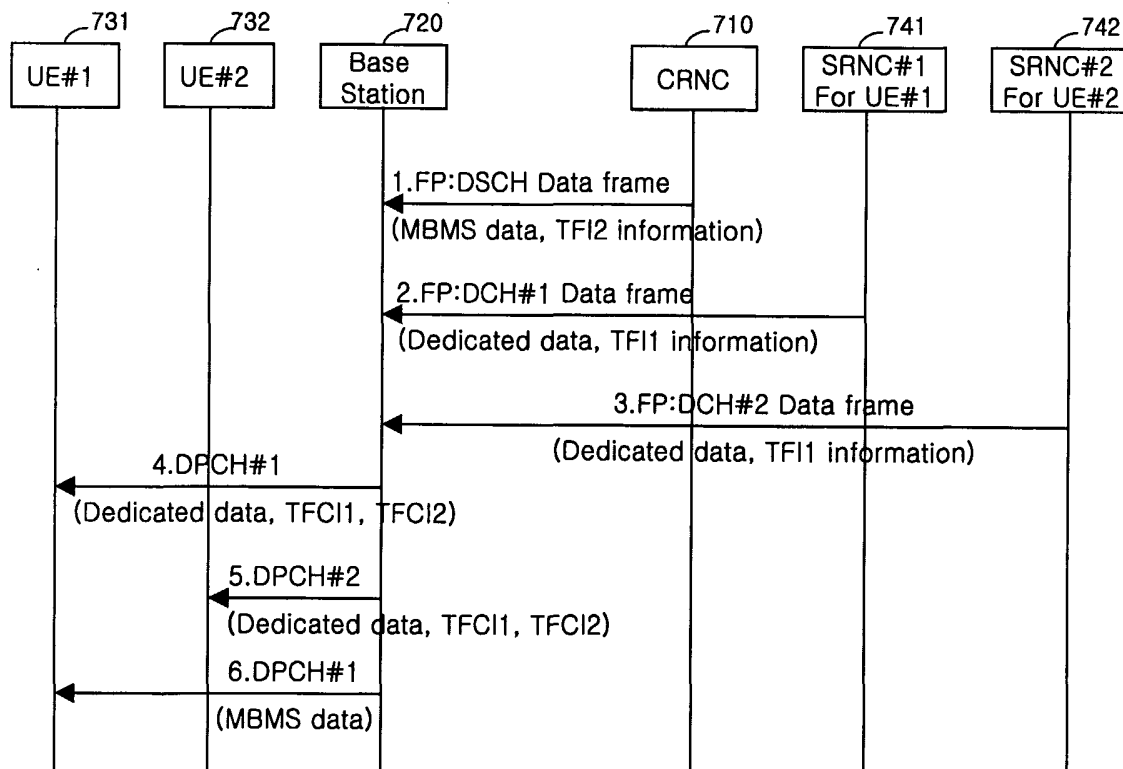 731
732
720
710
741
742
UE#1
UE#2
Base
Station
CRNC
SRNC#1
For UE#1
SRNC#2
For UE#2
1.FP:DSCH Data frame
(MBMS data, TFI2 information)
2.FP:DCH#1 Data frame
(Dedicated data, TFI1 information)
3.FP:DCH#2 Data frame
(Dedicated data, TFI1 information)
4.DPCH#1
(Dedicated data, TFCI1, TFCI2)
5.DPCH#2
(Dedicated data, TFCI1, TFCI2)
6.DPCH#1
(MBMS data)